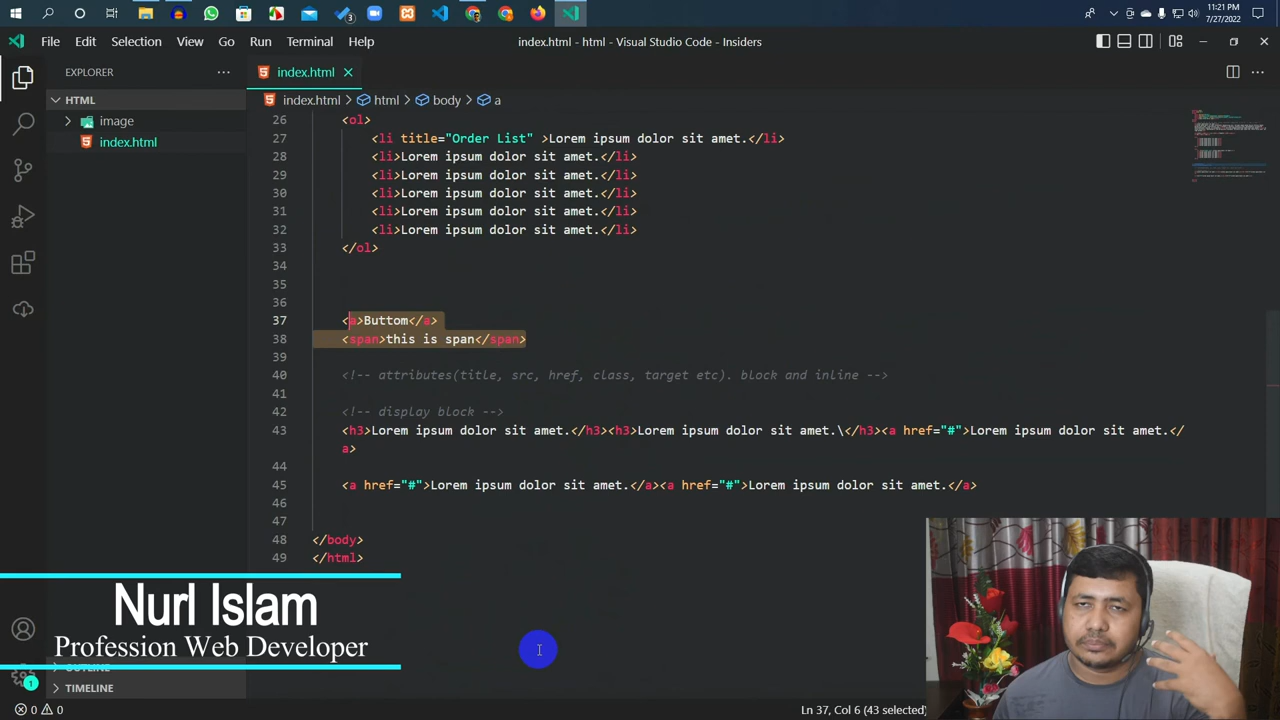 3
11:21 PM
7/27/2022
File Edit Selection View Go Run Terminal Help
index.html - html - Visual Studio Code - Insiders
EXPLORER
index.html
HTML
index.html > html > body > a
image
index.html
26 <ol>
27 <li title="Order List" >Lorem ipsum dolor sit amet.</li>
28 <li>Lorem ipsum dolor sit amet.</li>
29 <li>Lorem ipsum dolor sit amet.</li>
30 <li>Lorem ipsum dolor sit amet.</li>
31 <li>Lorem ipsum dolor sit amet.</li>
32 <li>Lorem ipsum dolor sit amet.</li>
33 </ol>
34
35
36
37 <a>Buttom</a>
38 <span>this is span</span>
39
40 <!-- attributes(title, src, href, class, target etc). block and inline -->
41
42 <!-- display block -->
43 <h3>Lorem ipsum dolor sit amet.</h3><h3>Lorem ipsum dolor sit amet.\</h3><a href="#">Lorem ipsum dolor sit amet.</
a>
44
45 <a href="#">Lorem ipsum dolor sit amet.</a><a href="#">Lorem ipsum dolor sit amet.</a>
46
47
48 </body>
49 </html>
Nurl Islam
Profession Web Developer
OUTLINE
1
TIMELINE
0 0
Ln 37, Col 6 (43 selected)